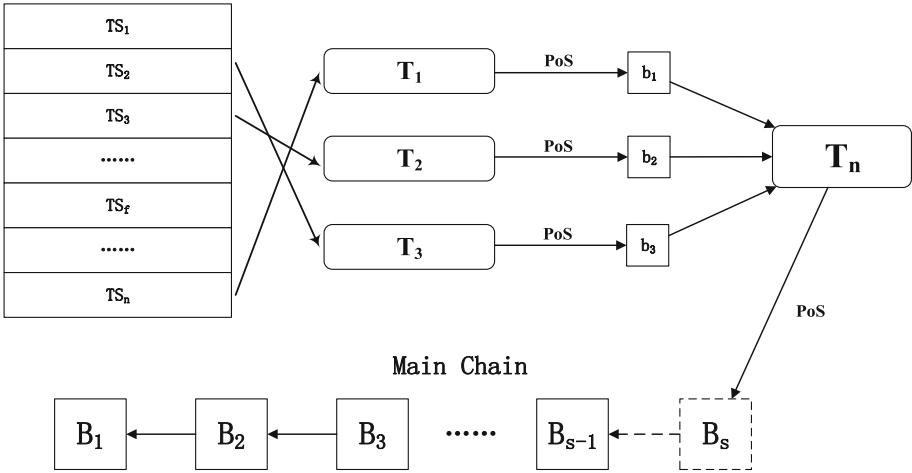 TS₁
TS₂
TS₃
……
TS_f
……
TSₙ
T₁ PoS b₁
T₂ PoS b₂
T₃ PoS b₃
Tₙ
PoS
Main Chain
B₁ B₂ B₃ …… Bₛ₋₁ Bₛ